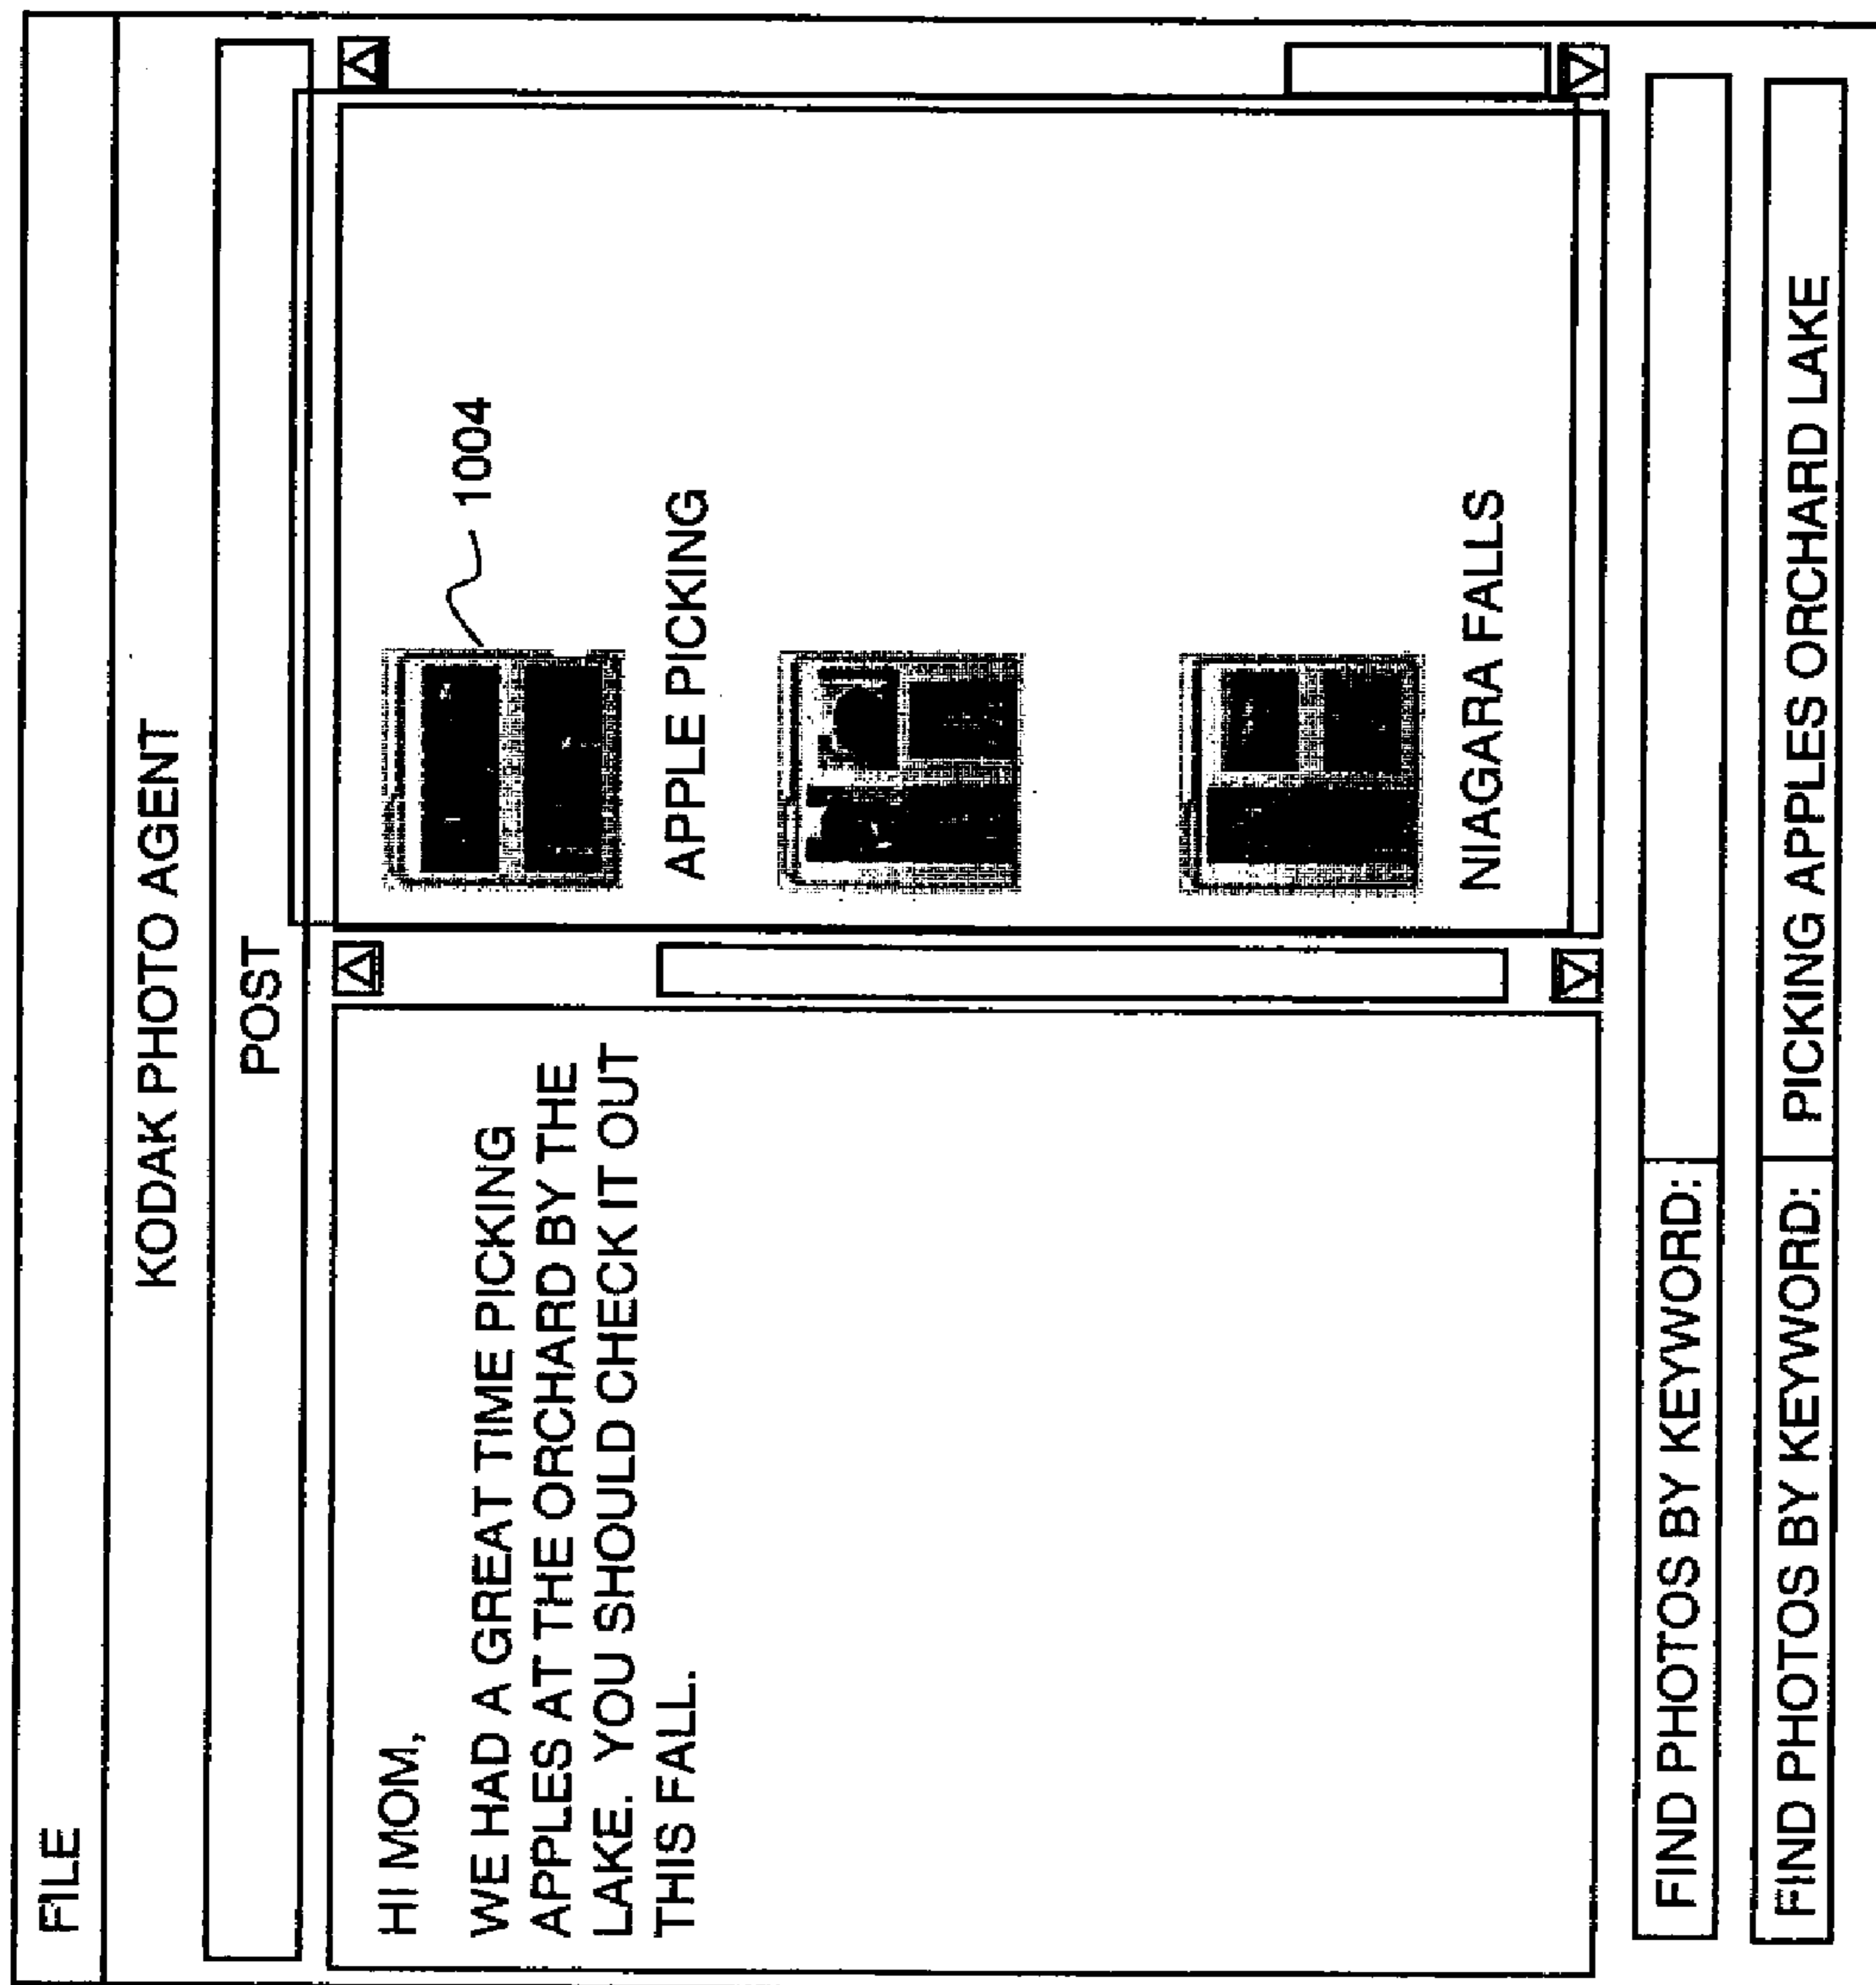 FILE
KODAK PHOTO AGENT
POST
HI MOM,
WE HAD A GREAT TIME PICKING
APPLES AT THE ORCHARD BY THE
LAKE. YOU SHOULD CHECK IT OUT
THIS FALL.
1004
APPLE PICKING
NIAGARA FALLS
FIND PHOTOS BY KEYWORD:
FIND PHOTOS BY KEYWORD: PICKING APPLES ORCHARD LAKE